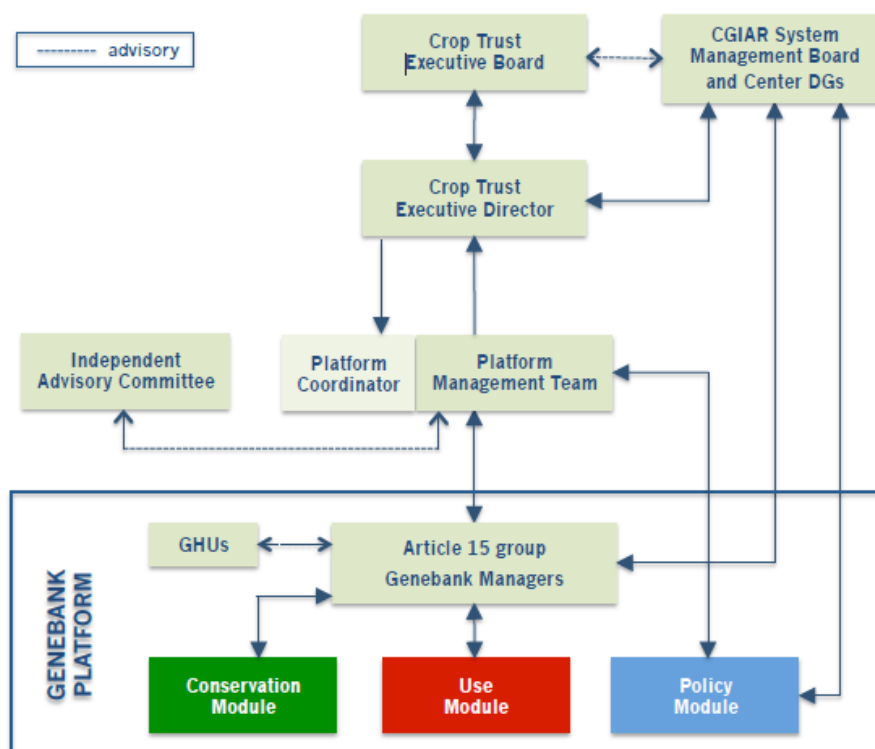 advisory
Crop Trust
Executive Board
CGIAR System
Management Board
and Center DGs
Crop Trust
Executive Director
Independent
Advisory Committee
Platform
Coordinator
Platform
Management Team
GENEBANK
PLATFORM
GHUs
Article 15 group
Genebank Managers
Conservation
Module
Use
Module
Policy
Module